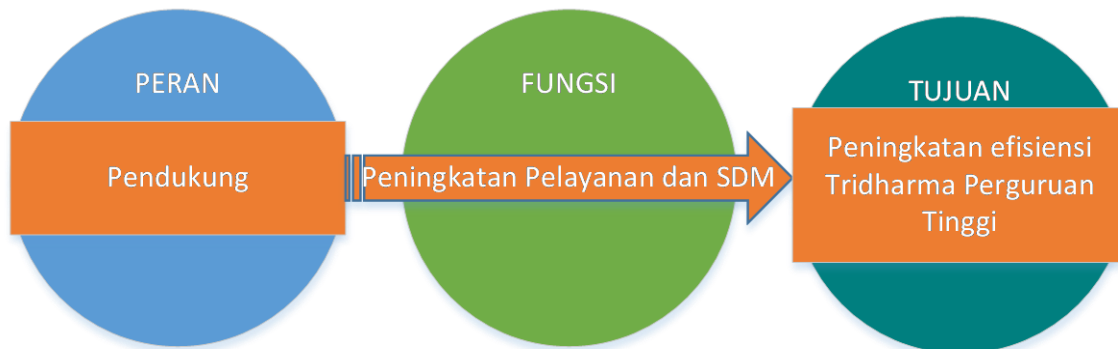 PERAN
Pendukung
FUNGSI
Peningkatan Pelayanan dan SDM
TUJUAN
Peningkatan efisiensi
Tridharma Perguruan
Tinggi